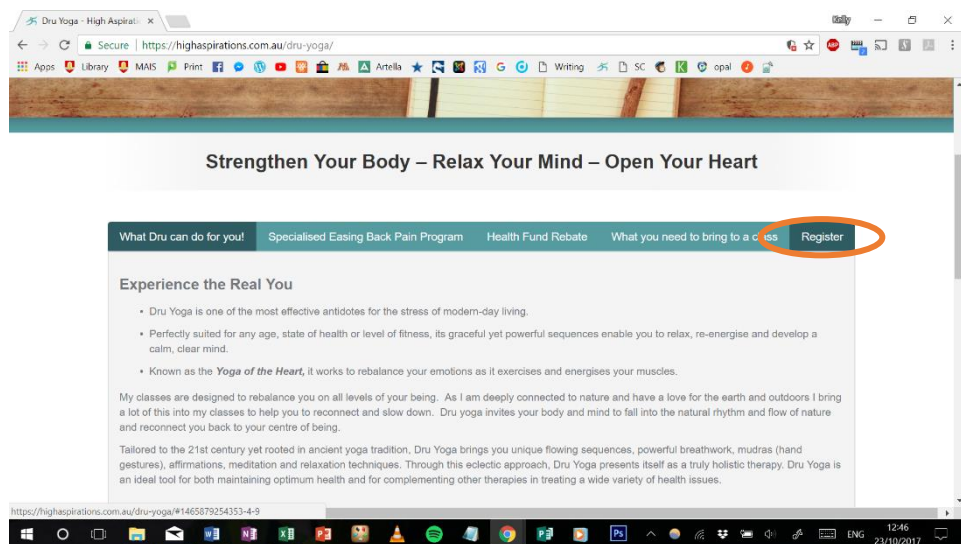 Dru Yoga - High Aspirati
Kelly
Secure | https://highaspirations.com.au/dru-yoga/
ABP
Apps Library MAIS Print Artella Writing SC opal
Strengthen Your Body – Relax Your Mind – Open Your Heart
What Dru can do for you! Specialised Easing Back Pain Program Health Fund Rebate What you need to bring to a class Register
Experience the Real You
• Dru Yoga is one of the most effective antidotes for the stress of modern-day living.
• Perfectly suited for any age, state of health or level of fitness, its graceful yet powerful sequences enable you to relax, re-energise and develop a
calm, clear mind.
• Known as the Yoga of the Heart, it works to rebalance your emotions as it exercises and energises your muscles.
My classes are designed to rebalance you on all levels of your being. As I am deeply connected to nature and have a love for the earth and outdoors I bring
a lot of this into my classes to help you to reconnect and slow down. Dru yoga invites your body and mind to fall into the natural rhythm and flow of nature
and reconnect you back to your centre of being.
Tailored to the 21st century yet rooted in ancient yoga tradition, Dru Yoga brings you unique flowing sequences, powerful breathwork, mudras (hand
gestures), affirmations, meditation and relaxation techniques. Through this eclectic approach, Dru Yoga presents itself as a truly holistic therapy. Dru Yoga is
an ideal tool for both maintaining optimum health and for complementing other therapies in treating a wide variety of health issues.
https://highaspirations.com.au/dru-yoga/#1465879254353-4-9
Ps
ENG
12:46
23/10/2017